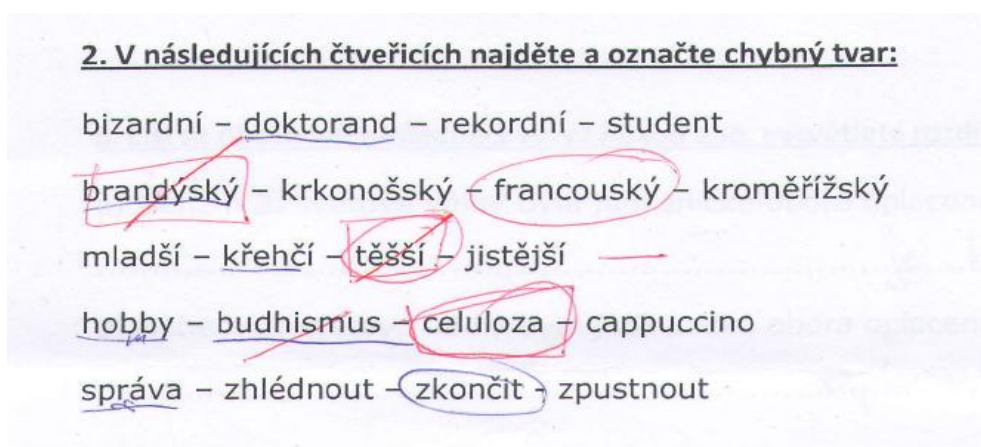 2. V následujících čtveřicích najděte a označte chybný tvar:
bizardní – doktorand – rekordní – student
brandýský – krkonošský – francouský – kroměřížský
mladší – křehčí – těšší – jistější
hobby – budhismus – celuloza – cappuccino
správa – zhlédnout – zkončit – zpustnout